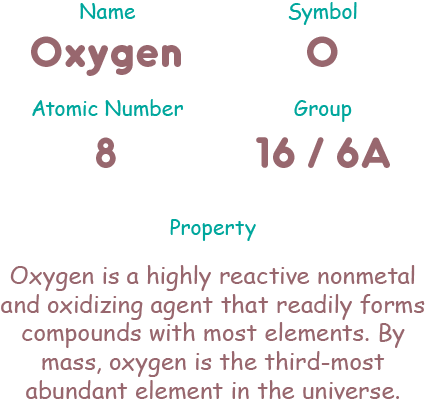 Name Symbol
Oxygen O
Atomic Number Group
8 16 / 6A
Property
Oxygen is a highly reactive nonmetal
and oxidizing agent that readily forms
compounds with most elements. By
mass, oxygen is the third-most
abundant element in the universe.